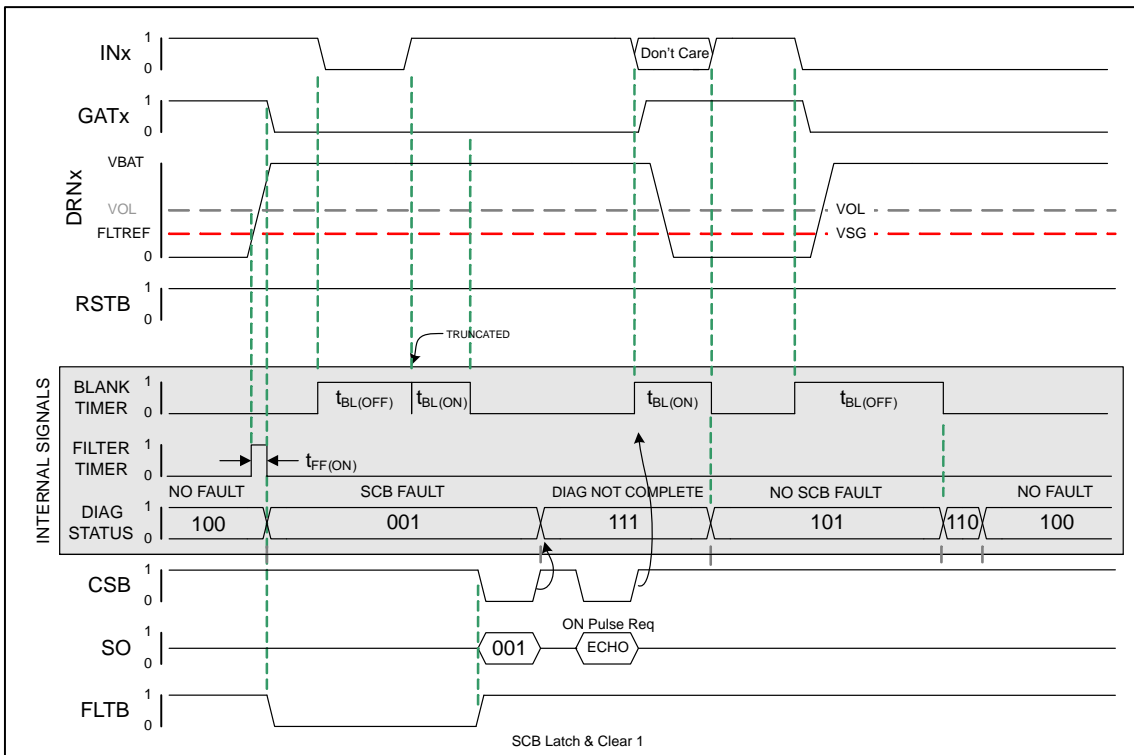 INx
1
0
Don't Care
GATx
1
0
DRNx
VBAT
VOL
FLTREF
VOL
VSG
RSTB
1
0
TRUNCATED
INTERNAL SIGNALS
BLANK
TIMER
1
0
tBL(OFF)
tBL(ON)
tBL(ON)
tBL(OFF)
FILTER
TIMER
1
0
tFF(ON)
NO FAULT
SCB FAULT
DIAG NOT COMPLETE
NO SCB FAULT
NO FAULT
DIAG
STATUS
1
0
100
001
111
101
110
100
CSB
1
0
ON Pulse Req
SO
1
0
001
ECHO
FLTB
1
0
SCB Latch & Clear 1